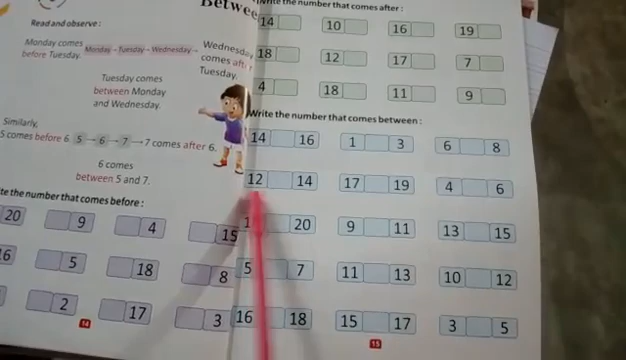 Betwe
Write the number that comes after :
14 10 16 19
18 12 17 7
4 18 11 9
Read and observe :
Monday comes
before Tuesday.
Monday – Tuesday – Wednesday
Wednesday
comes after
Tuesday.
Tuesday comes
between Monday
and Wednesday.
Similarly,
5 comes before 6. 5 → 6 → 7 → 7 comes after 6.
6 comes
between 5 and 7.
te the number that comes before :
20 9 4 15
6 5 18 8
2 17 3
14
Write the number that comes between :
14 16 1 3 6 8
12 14 17 19 4 6
20 9 11 13 15
5 7 11 13 10 12
16 18 15 17 3 5
15